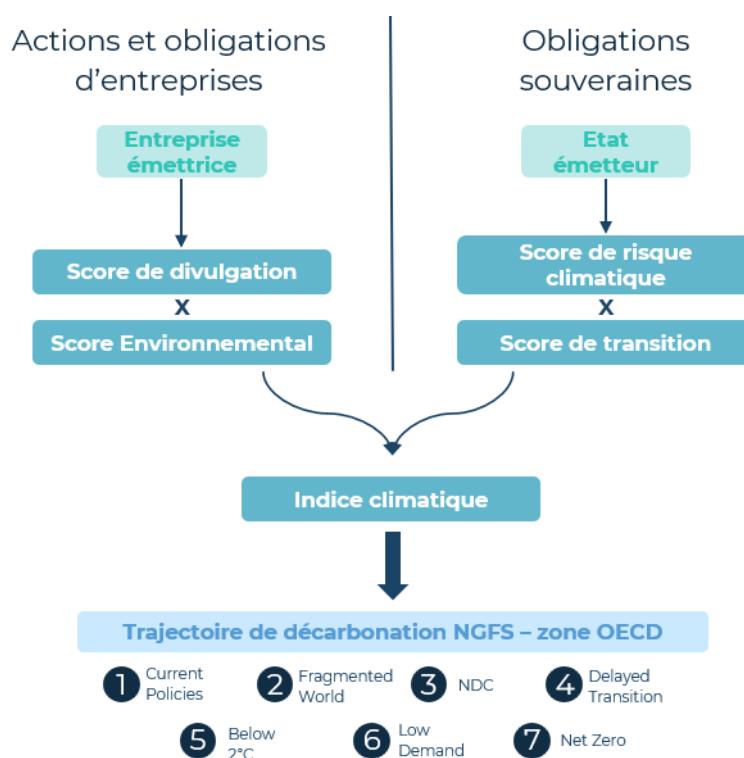 Actions et obligations
d'entreprises
Obligations
souveraines
Entreprise
émettrice
Etat
émetteur
Score de divulgation
X
Score Environnemental
Score de risque
climatique
X
Score de transition
Indice climatique
Trajectoire de décarbonation NGFS – zone OECD
1 Current
Policies
2 Fragmented
World
3 NDC
4 Delayed
Transition
5 Below
2°C
6 Low
Demand
7 Net Zero